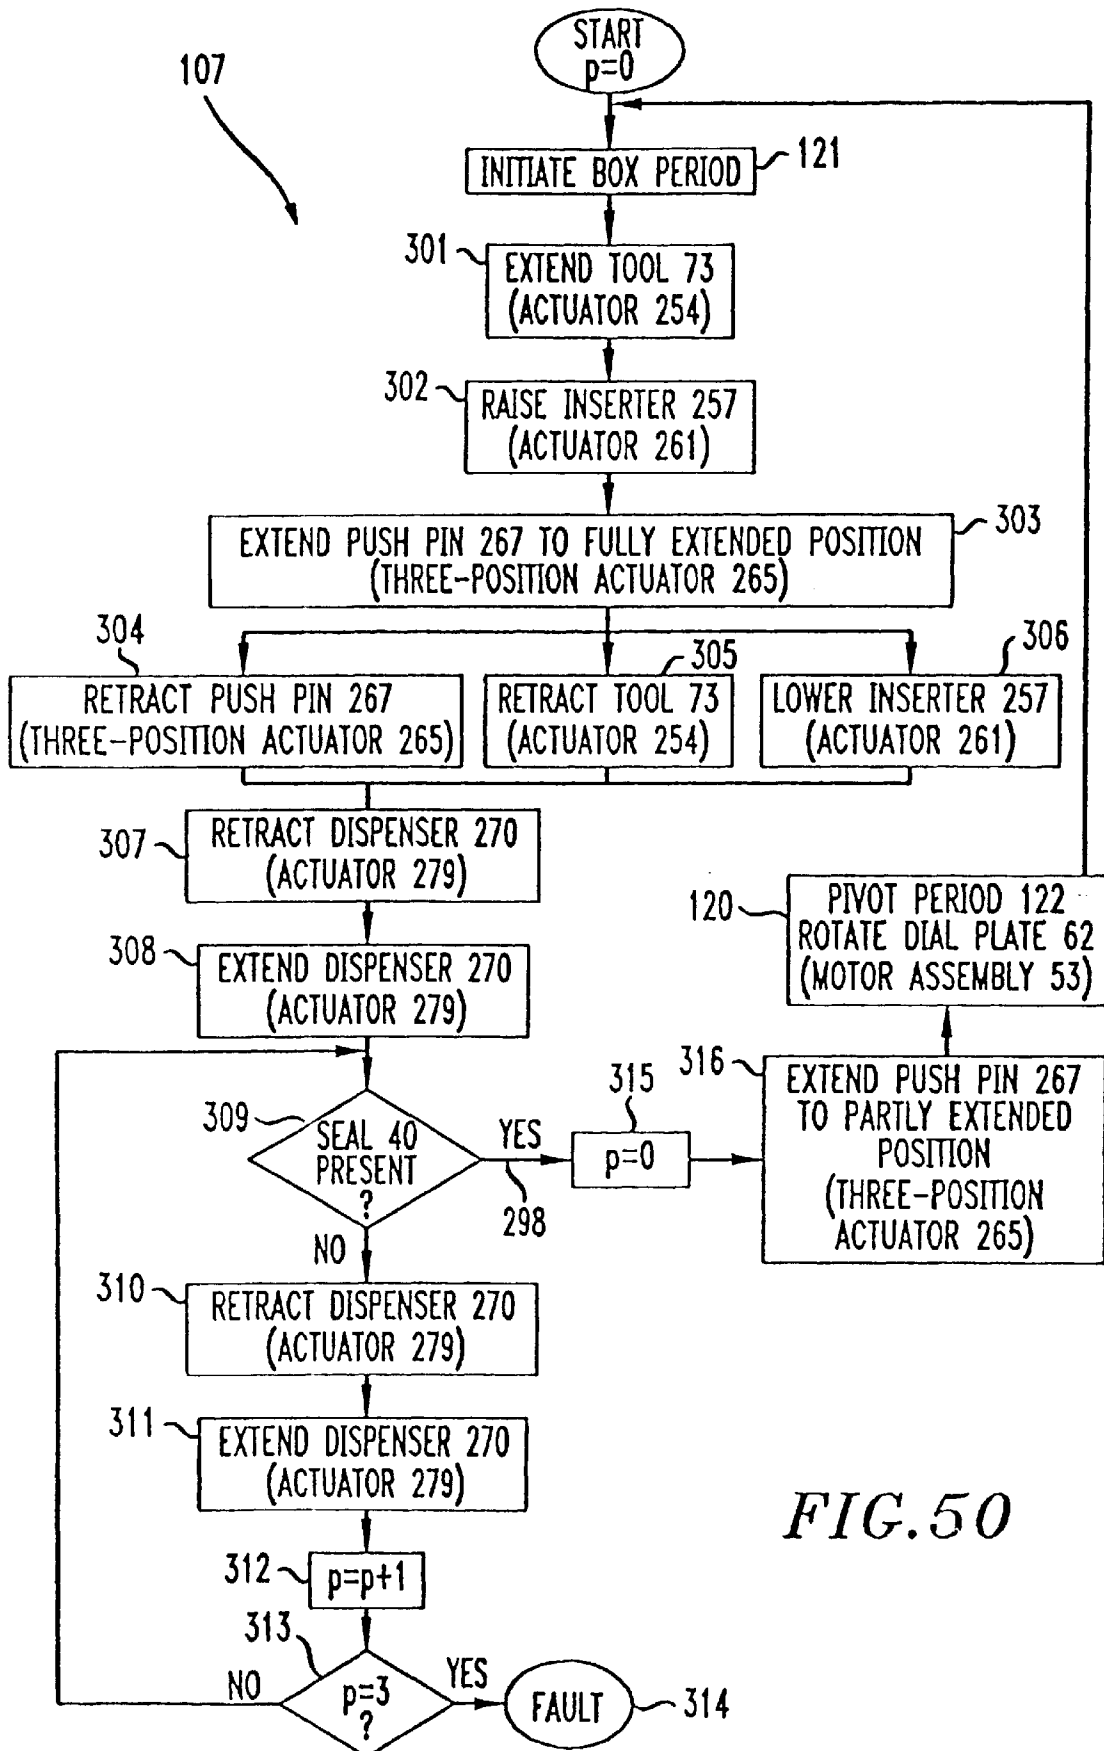 START
p=0
107
INITIATE BOX PERIOD
121
301
EXTEND TOOL 73
(ACTUATOR 254)
302
RAISE INSERTER 257
(ACTUATOR 261)
303
EXTEND PUSH PIN 267 TO FULLY EXTENDED POSITION
(THREE-POSITION ACTUATOR 265)
304
RETRACT PUSH PIN 267
(THREE-POSITION ACTUATOR 265)
305
RETRACT TOOL 73
(ACTUATOR 254)
306
LOWER INSERTER 257
(ACTUATOR 261)
307
RETRACT DISPENSER 270
(ACTUATOR 279)
308
EXTEND DISPENSER 270
(ACTUATOR 279)
309
SEAL 40
PRESENT
?
YES
298
NO
315
p=0
316
EXTEND PUSH PIN 267
TO PARTLY EXTENDED
POSITION
(THREE-POSITION
ACTUATOR 265)
120
PIVOT PERIOD 122
ROTATE DIAL PLATE 62
(MOTOR ASSEMBLY 53)
310
RETRACT DISPENSER 270
(ACTUATOR 279)
311
EXTEND DISPENSER 270
(ACTUATOR 279)
312
p=p+1
313
p=3
?
NO
YES
FAULT
314
FIG.50